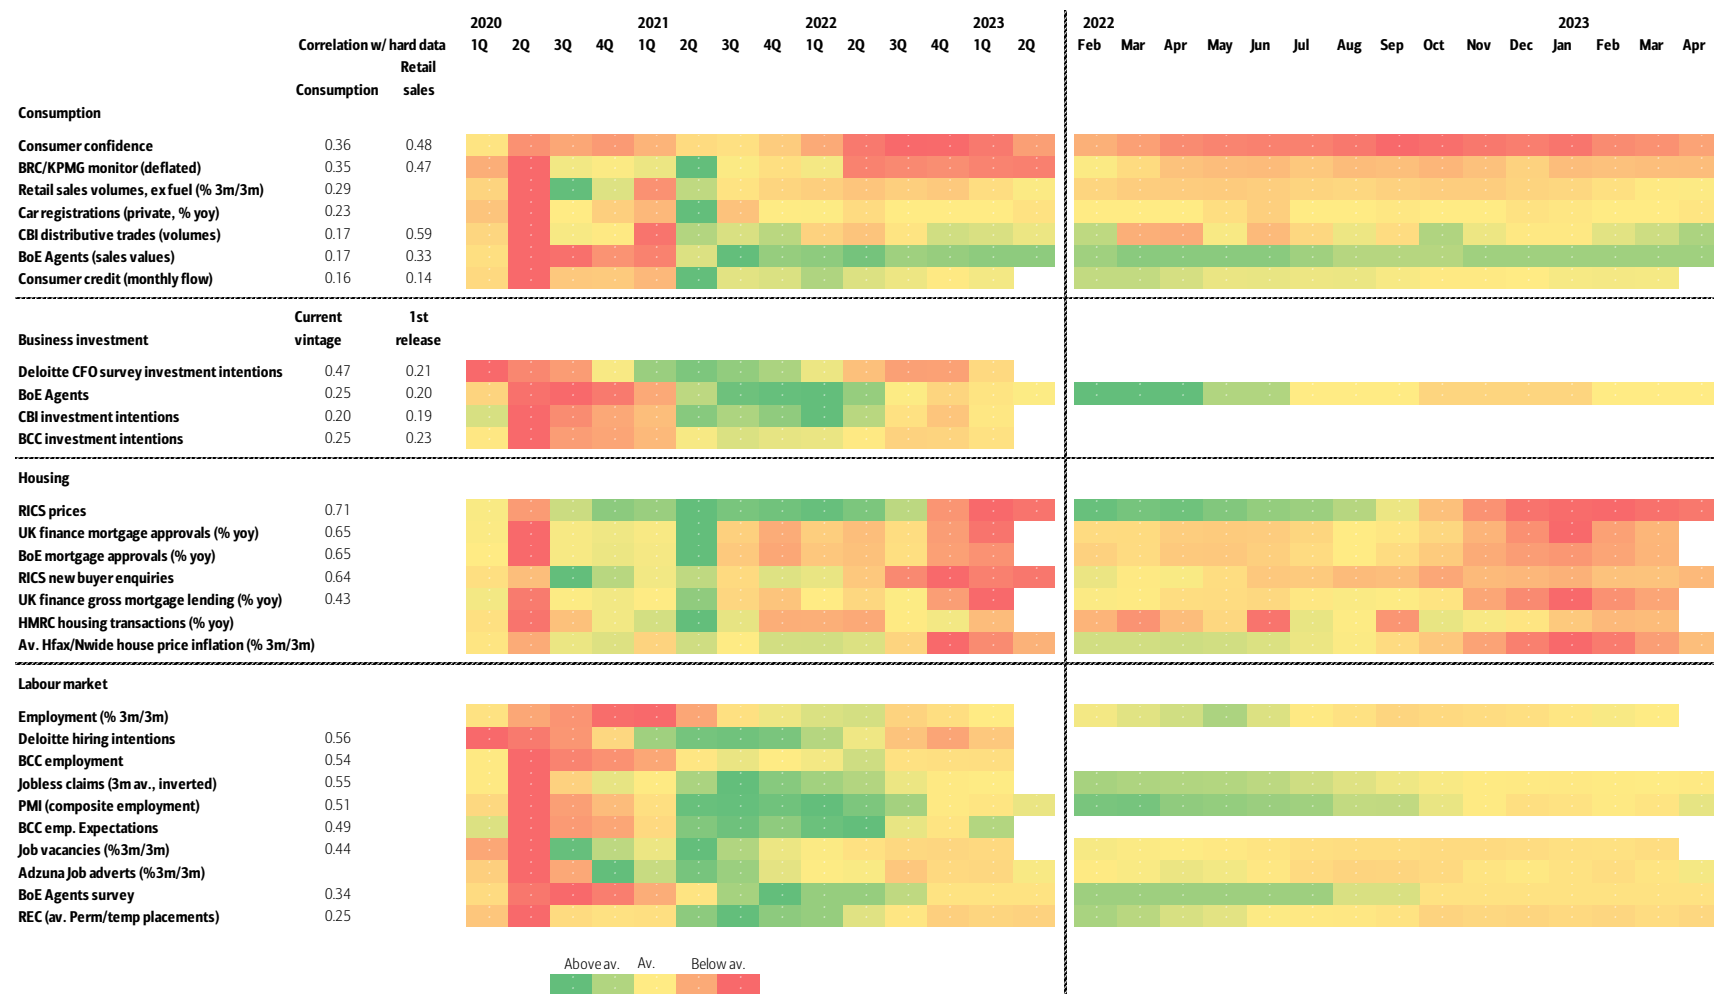 2020 2021 2022 2023 2022 2023
Correlation w/ hard data 1Q 2Q 3Q 4Q 1Q 2Q 3Q 4Q 1Q 2Q 3Q 4Q 1Q 2Q Feb Mar Apr May Jun Jul Aug Sep Oct Nov Dec Jan Feb Mar Apr
Retail
Consumption sales
Consumption
Consumer confidence 0.36 0.48
BRC/KPMG monitor (deflated) 0.35 0.47
Retail sales volumes, ex fuel (% 3m/3m) 0.29
Car registrations (private, % yoy) 0.23
CBI distributive trades (volumes) 0.17 0.59
BoE Agents (sales values) 0.17 0.33
Consumer credit (monthly flow) 0.16 0.14
Current 1st
Business investment vintage release
Deloitte CFO survey investment intentions 0.47 0.21
BoE Agents 0.25 0.20
CBI investment intentions 0.20 0.19
BCC investment intentions 0.25 0.23
Housing
RICS prices 0.71
UK finance mortgage approvals (% yoy) 0.65
BoE mortgage approvals (% yoy) 0.65
RICS new buyer enquiries 0.64
UK finance gross mortgage lending (% yoy) 0.43
HMRC housing transactions (% yoy)
Av. Hfax/Nwide house price inflation (% 3m/3m)
Labour market
Employment (% 3m/3m)
Deloitte hiring intentions 0.56
BCC employment 0.54
Jobless claims (3m av., inverted) 0.55
PMI (composite employment) 0.51
BCC emp. Expectations 0.49
Job vacancies (%3m/3m) 0.44
Adzuna Job adverts (%3m/3m)
BoE Agents survey 0.34
REC (av. Perm/temp placements) 0.25
Above av. Av. Below av.